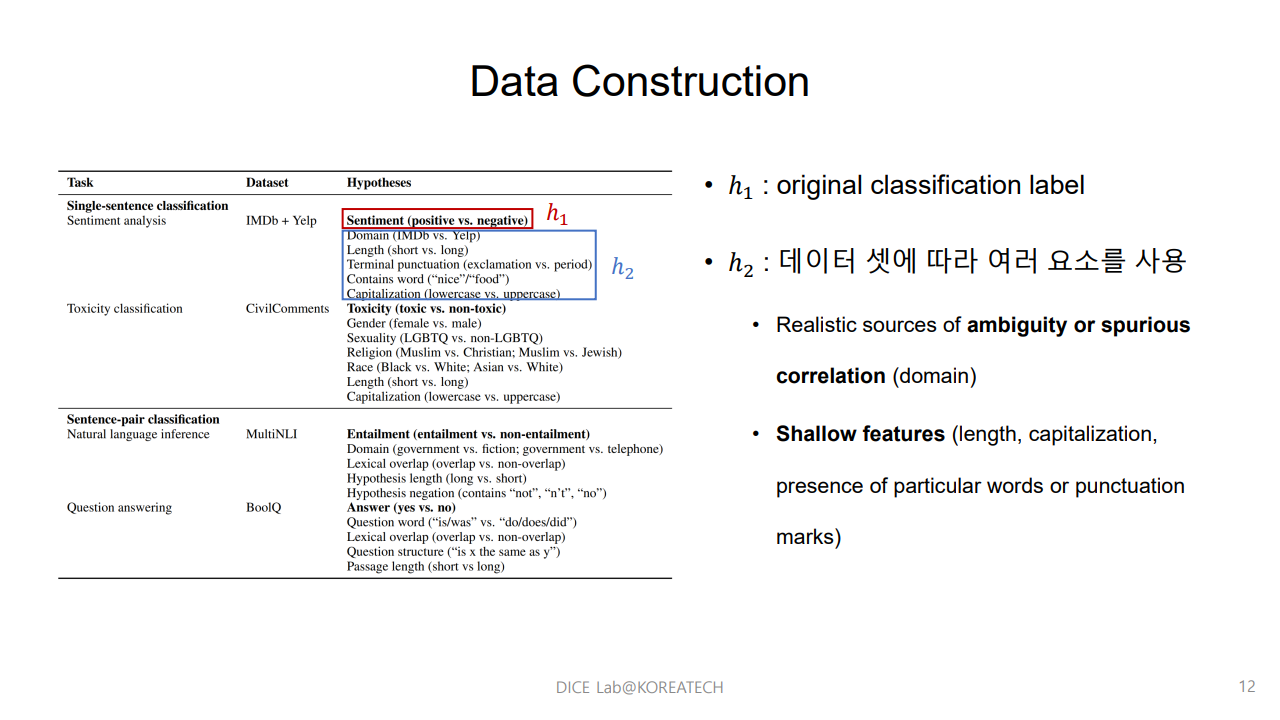 Data Construction
Task Dataset Hypotheses
Single-sentence classification
Sentiment analysis IMDb + Yelp Sentiment (positive vs. negative) h1
Domain (IMDb vs. Yelp)
Length (short vs. long)
Terminal punctuation (exclamation vs. period) h2
Contains word (“nice”/“food”)
Capitalization (lowercase vs. uppercase)
Toxicity classification CivilComments Toxicity (toxic vs. non-toxic)
Gender (female vs. male)
Sexuality (LGBTQ vs. non-LGBTQ)
Religion (Muslim vs. Christian; Muslim vs. Jewish)
Race (Black vs. White; Asian vs. White)
Length (short vs. long)
Capitalization (lowercase vs. uppercase)
Sentence-pair classification
Natural language inference MultiNLI Entailment (entailment vs. non-entailment)
Domain (government vs. fiction; government vs. telephone)
Lexical overlap (overlap vs. non-overlap)
Hypothesis length (long vs. short)
Hypothesis negation (contains “not”, “n’t”, “no”)
Question answering BoolQ Answer (yes vs. no)
Question word (“is/was” vs. “do/does/did”)
Lexical overlap (overlap vs. non-overlap)
Question structure (“is x the same as y”)
Passage length (short vs long)
• h1 : original classification label
• h2 : 데이터 셋에 따라 여러 요소를 사용
• Realistic sources of ambiguity or spurious
correlation (domain)
• Shallow features (length, capitalization,
presence of particular words or punctuation
marks)
DICE Lab@KOREATECH
12